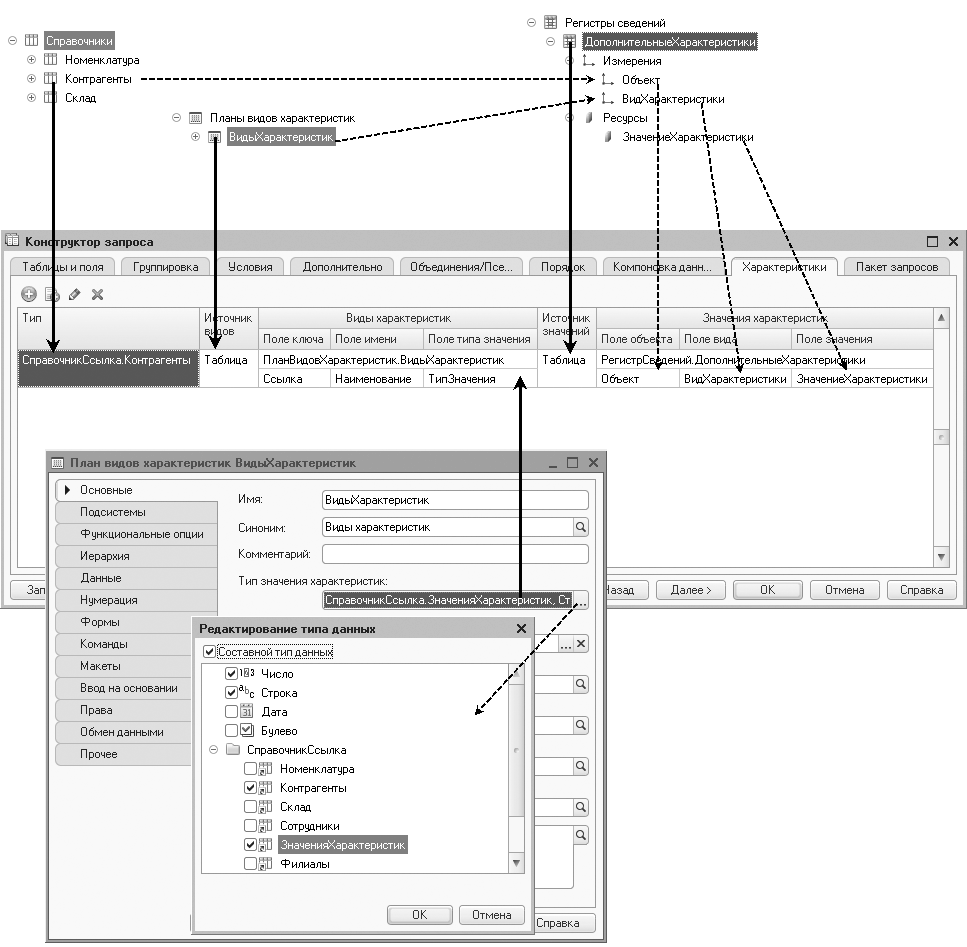 Справочники
Номенклатура
Контрагенты
Склад
Планы видов характеристик
ВидыХарактеристик
Регистры сведений
ДополнительныеХарактеристики
Измерения
Объект
ВидХарактеристики
Ресурсы
ЗначениеХарактеристики
Конструктор запроса
Таблицы и поля
Группировка
Условия
Дополнительно
Объединения/Псе...
Порядок
Компоновка данн...
Характеристики
Пакет запросов
Тип
Источник видов
Виды характеристик
Источник значений
Значения характеристик
Поле ключа
Поле имени
Поле типа значения
Поле объекта
Поле вида
Поле значения
СправочникСсылка.Контрагенты
Таблица
ПланВидовХарактеристик.ВидыХарактеристик
Таблица
РегистрСведений.ДополнительныеХарактеристики
Ссылка
Наименование
ТипЗначения
Объект
ВидХарактеристики
ЗначениеХарактеристики
Зап
Назад
Далее >
OK
Отмена
Справка
План видов характеристик ВидыХарактеристик
Основные
Подсистемы
Функциональные опции
Иерархия
Данные
Нумерация
Формы
Команды
Макеты
Ввод на основании
Права
Обмен данными
Прочее
Имя:
ВидыХарактеристик
Синоним:
Виды характеристик
Комментарий:
Тип значения характеристик:
СправочникСсылка.ЗначенияХарактеристик, Ст
...
...
Справка
Редактирование типа данных
Составной тип данных
Число
Строка
Дата
Булево
СправочникСсылка
Номенклатура
Контрагенты
Склад
Сотрудники
ЗначенияХарактеристик
Филиалы
OK
Отмена